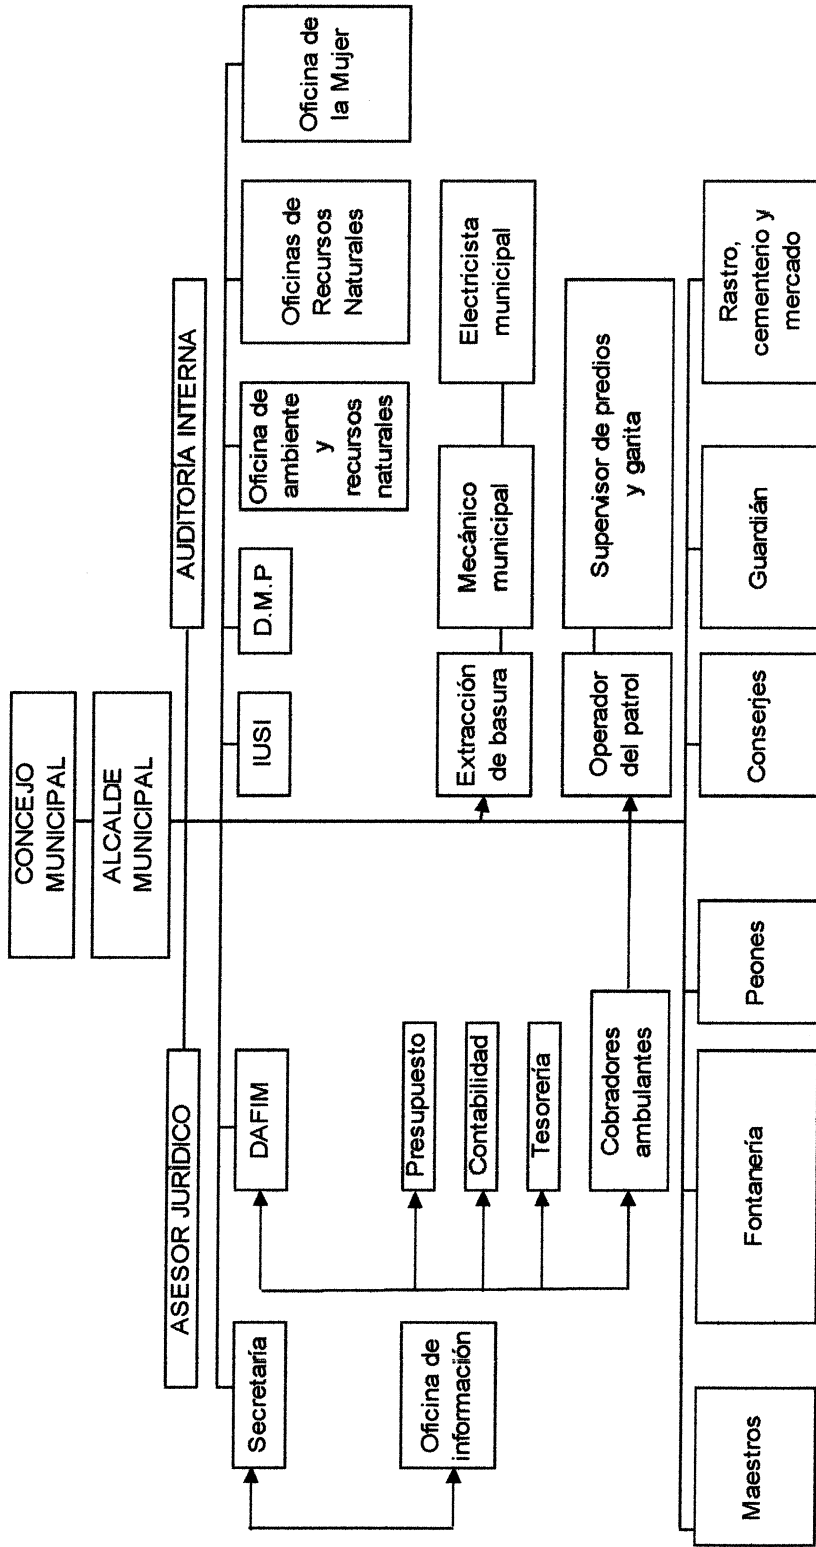 CONCEJO
MUNICIPAL
ALCALDE
MUNICIPAL
ASESOR JURÍDICO
AUDITORÍA INTERNA
Secretaría
DAFIM
IUSI
D.M.P
Oficina de
ambiente
y
recursos
naturales
Oficinas de
Recursos
Naturales
Oficina de
la Mujer
Oficina de
información
Presupuesto
Contabilidad
Tesorería
Cobradores
ambulantes
Extracción
de basura
Mecánico
municipal
Electricista
municipal
Operador
del patrol
Supervisor de predios
y garita
Maestros
Fontanería
Peones
Conserjes
Guardián
Rastro,
cementerio y
mercado